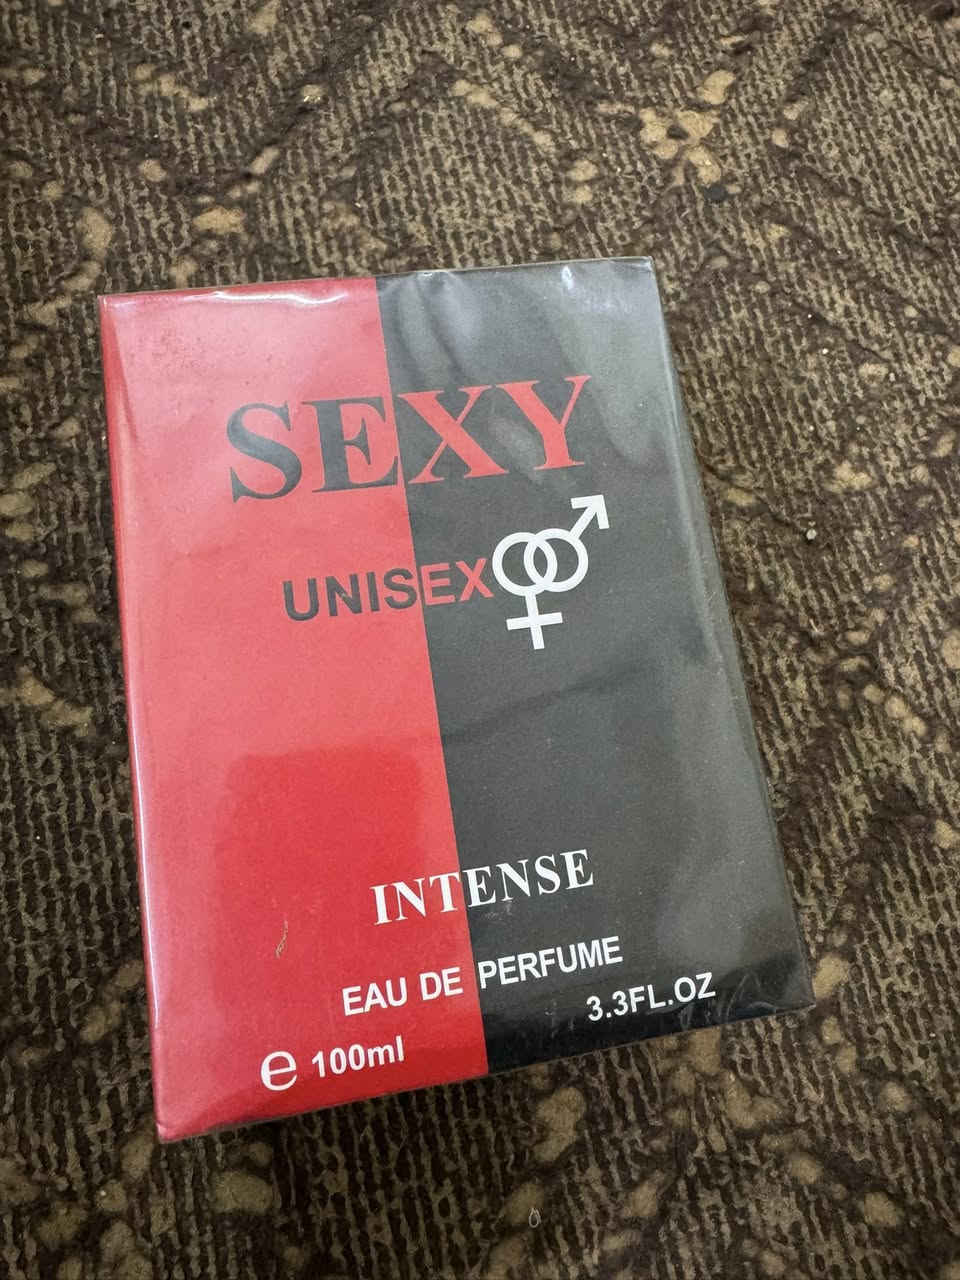 SEXY
UNISEX
INTENSE
EAU DE PERFUME
3.3FL.OZ
e 100ml